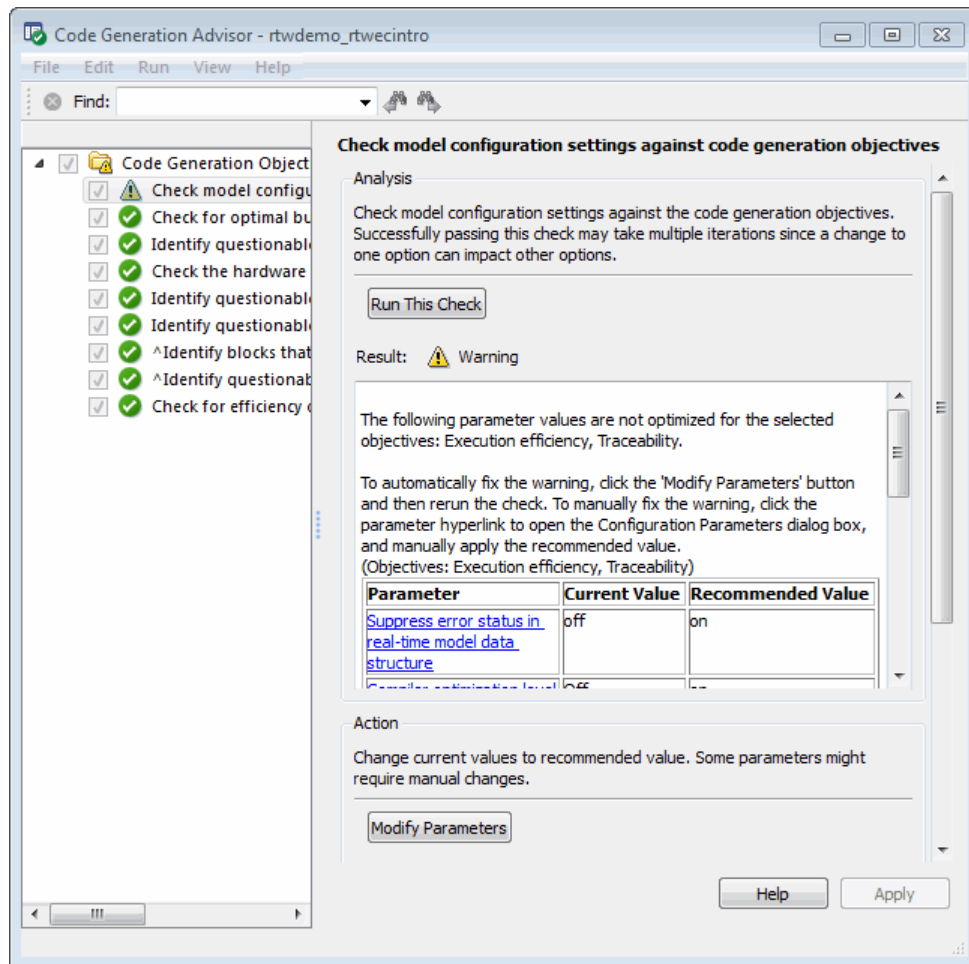 Code Generation Advisor - rtwdemo_rtwecintro
File Edit Run View Help
Find:
Code Generation Object
Check model configu
Check for optimal bu
Identify questionabl
Check the hardware
Identify questionabl
Identify questionabl
^Identify blocks that
^Identify questionab
Check for efficiency
Check model configuration settings against code generation objectives
Analysis
Check model configuration settings against the code generation objectives.
Successfully passing this check may take multiple iterations since a change to
one option can impact other options.
Run This Check
Result: Warning
The following parameter values are not optimized for the selected
objectives: Execution efficiency, Traceability.
To automatically fix the warning, click the 'Modify Parameters' button
and then rerun the check. To manually fix the warning, click the
parameter hyperlink to open the Configuration Parameters dialog box,
and manually apply the recommended value.
(Objectives: Execution efficiency, Traceability)
Parameter Current Value Recommended Value
Suppress error status in off on
real-time model data
structure
Compiler optimization level Off on
Action
Change current values to recommended value. Some parameters might
require manual changes.
Modify Parameters
Help Apply